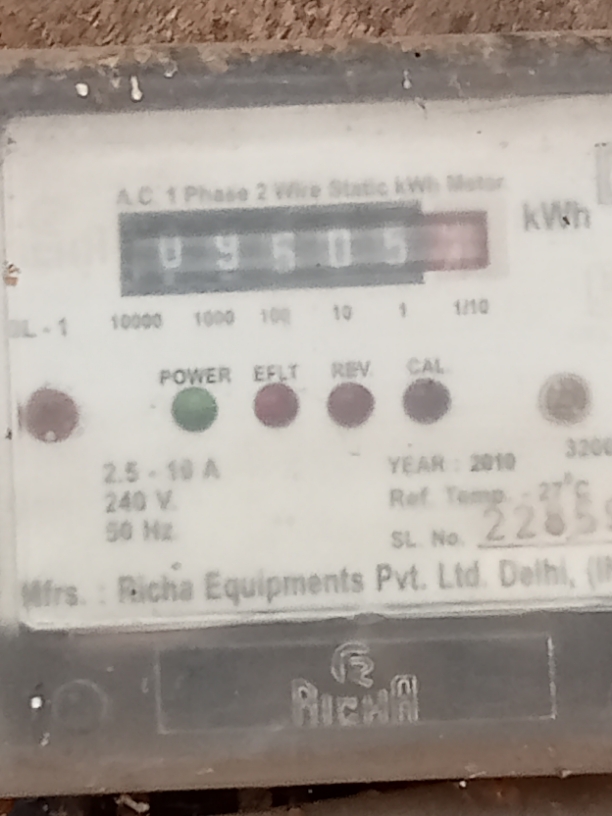 A.C. 1 Phase 2 Wire Static kWh Meter
kWh
10000 1000 100 10 1 1/10
L-1
POWER EFLT REV. CAL
2.5 - 10 A
240 V.
50 Hz.
3200
YEAR : 2010
Ref. Temp. - 27°C
SL. No.
Mfrs. : Richa Equipments Pvt. Ltd. Delhi,
RICHA